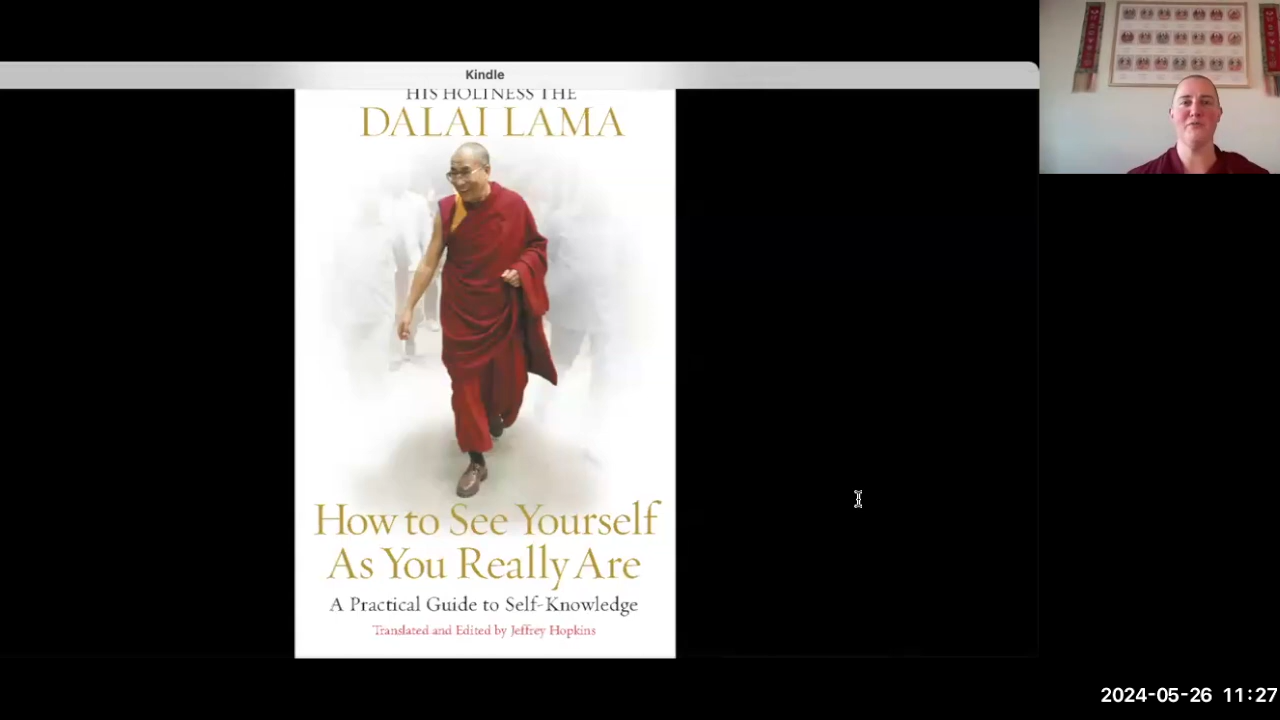 Kindle
HIS HOLINESS THE
DALAI LAMA
How to See Yourself
As You Really Are
A Practical Guide to Self-Knowledge
Translated and Edited by Jeffrey Hopkins
2024-05-26 11:27